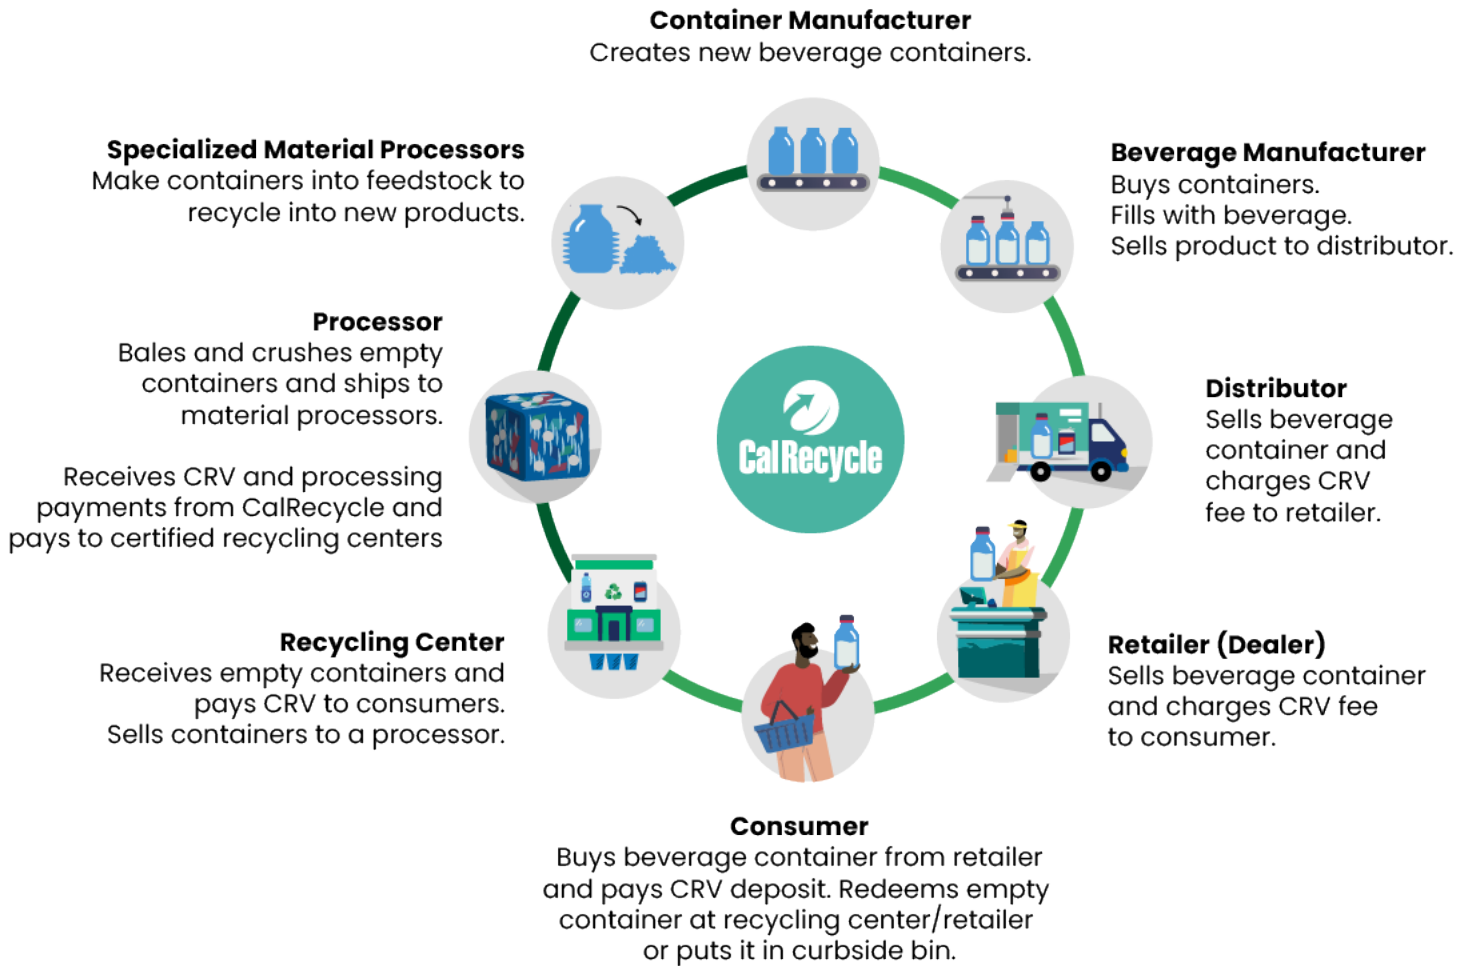 Container Manufacturer
Creates new beverage containers.
Beverage Manufacturer
Buys containers.
Fills with beverage.
Sells product to distributor.
Distributor
Sells beverage
container and
charges CRV
fee to retailer.
Retailer (Dealer)
Sells beverage container
and charges CRV fee
to consumer.
Consumer
Buys beverage container from retailer
and pays CRV deposit. Redeems empty
container at recycling center/retailer
or puts it in curbside bin.
Recycling Center
Receives empty containers and
pays CRV to consumers.
Sells containers to a processor.
Processor
Bales and crushes empty
containers and ships to
material processors.
Receives CRV and processing
payments from CalRecycle and
pays to certified recycling centers
Specialized Material Processors
Make containers into feedstock to
recycle into new products.
CalRecycle